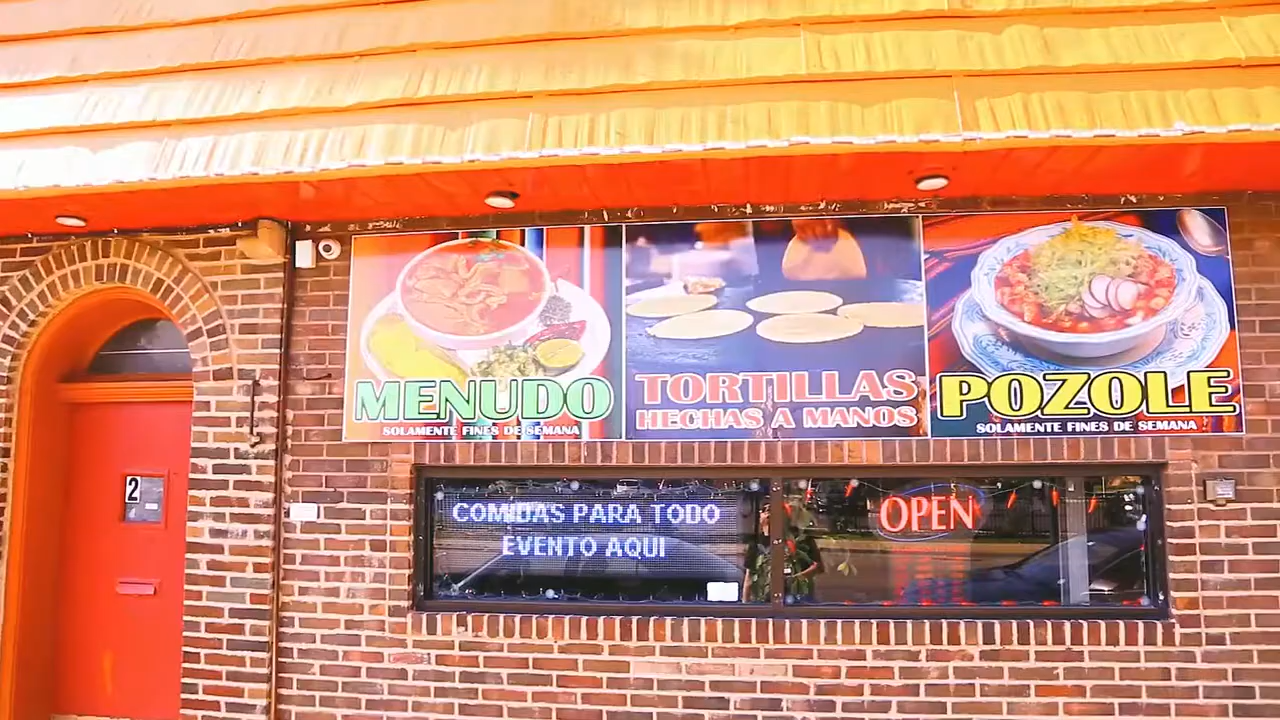 MENUDO
SOLAMENTE FINES DE SEMANA
TORTILLAS
HECHAS A MANOS
POZOLE
SOLAMENTE FINES DE SEMANA
2
COMIDAS PARA TODO
EVENTO AQUI
OPEN